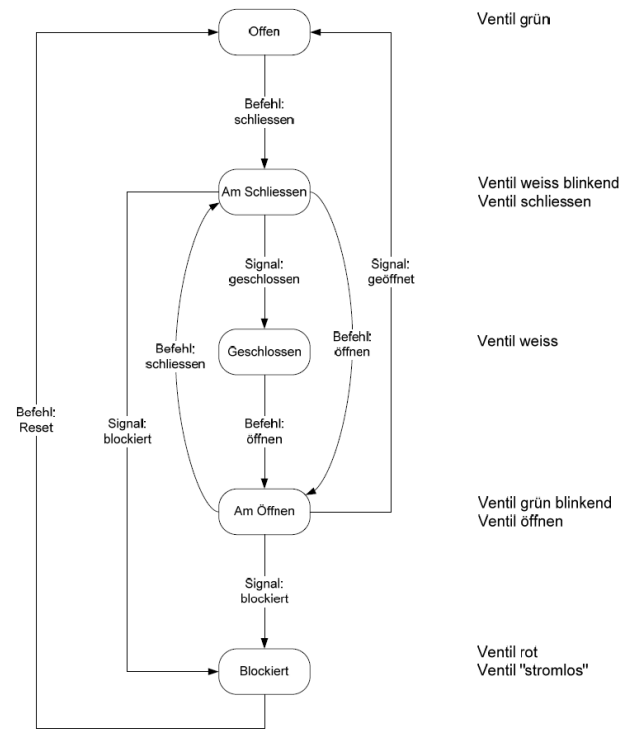 Offen
Ventil grün
Befehl:
schliessen
Am Schliessen
Ventil weiss blinkend
Ventil schliessen
Signal:
geschlossen
Signal:
geöffnet
Befehl:
schliessen
Geschlossen
Befehl:
öffnen
Ventil weiss
Befehl:
Reset
Signal:
blockiert
Befehl:
öffnen
Am Öffnen
Ventil grün blinkend
Ventil öffnen
Signal:
blockiert
Blockiert
Ventil rot
Ventil "stromlos"